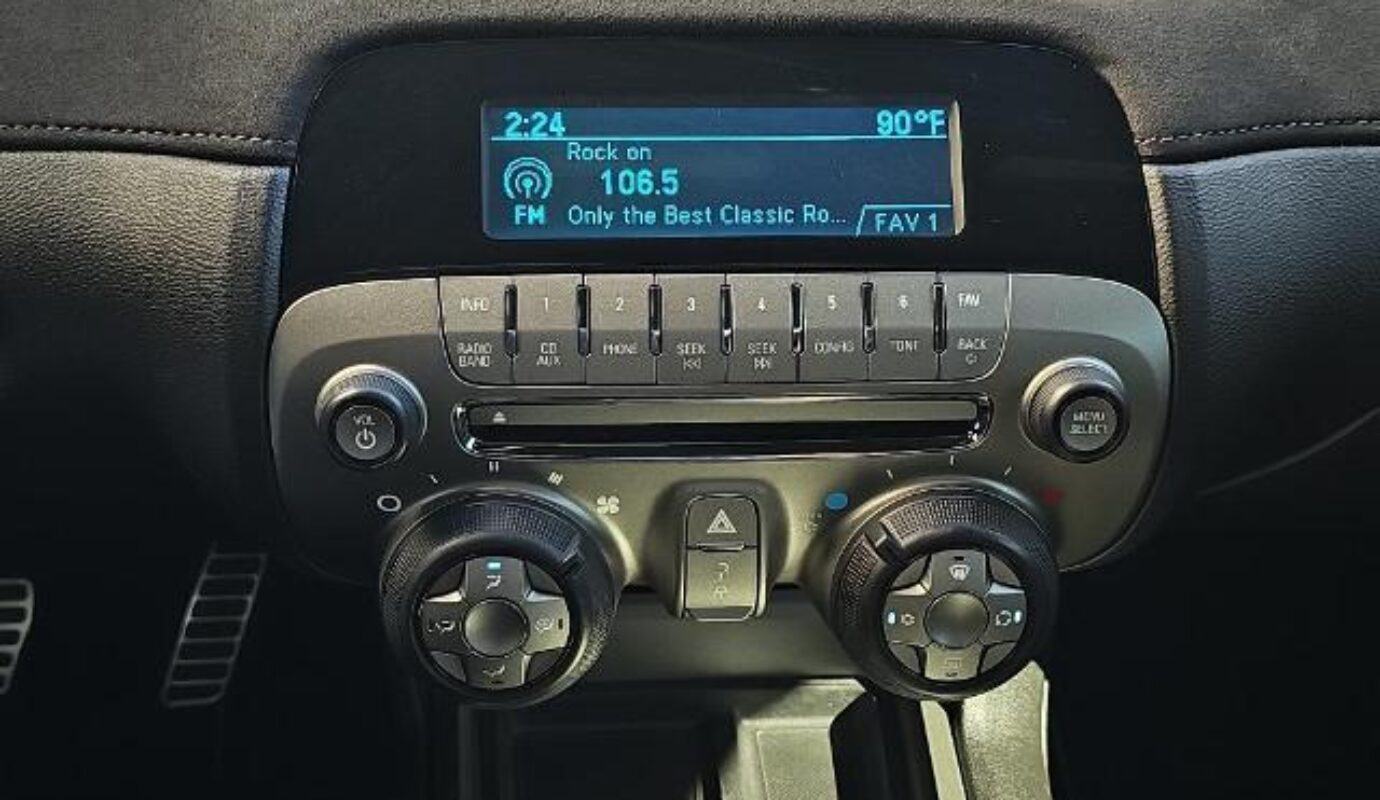 2:24 90°F
Rock on
106.5
FM Only the Best Classic Ro... FAV 1
INFO 1 2 3 4 5 6 FAV
RADIO BAND CD AUX PHONE SEEK SEEK CONFIG TONE BACK
VOL
MENU
SELECT